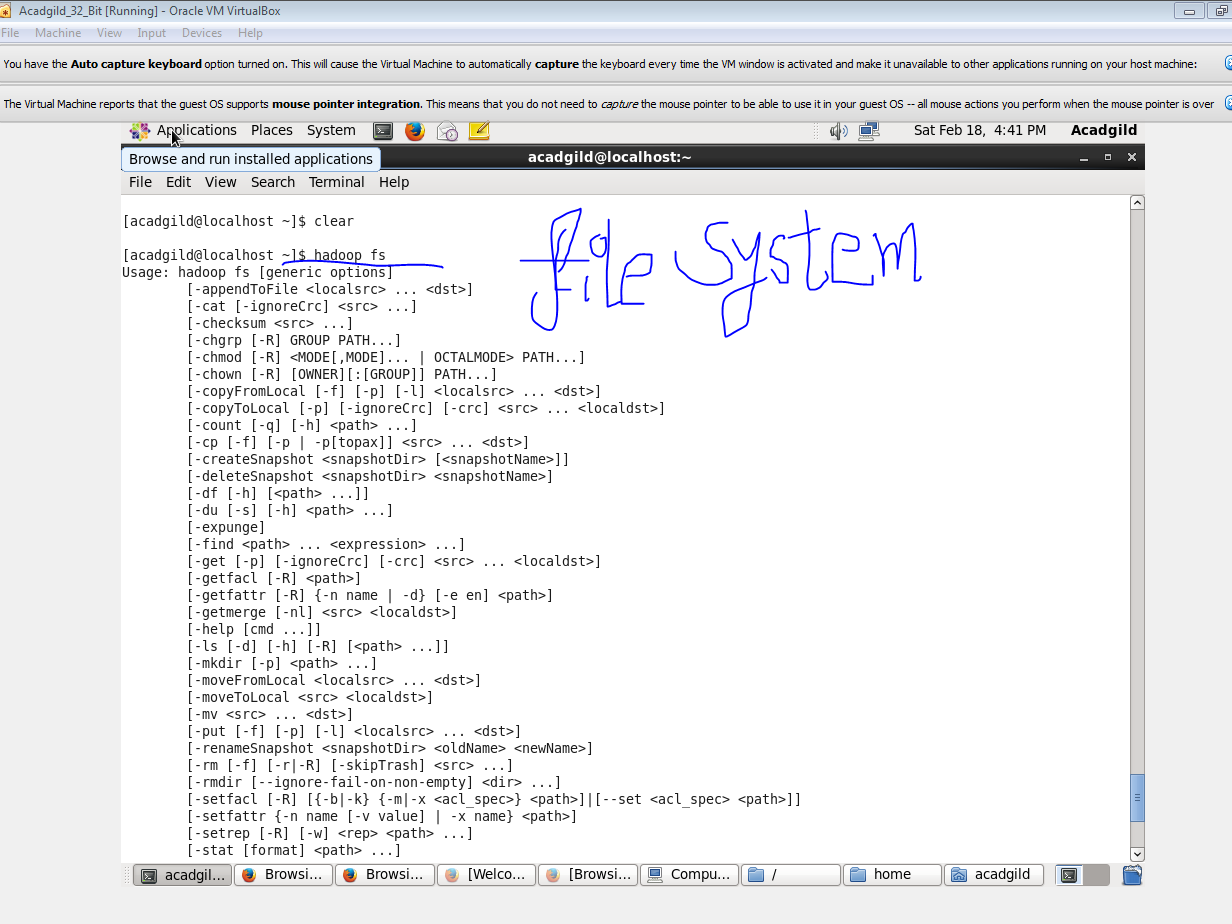 Acadgild_32_Bit [Running] - Oracle VM VirtualBox
File Machine View Input Devices Help
You have the Auto capture keyboard option turned on. This will cause the Virtual Machine to automatically capture the keyboard every time the VM window is activated and make it unavailable to other applications running on your host machine:
The Virtual Machine reports that the guest OS supports mouse pointer integration. This means that you do not need to capture the mouse pointer to be able to use it in your guest OS -- all mouse actions you perform when the mouse pointer is over
Applications Places System Sat Feb 18, 4:41 PM Acadgild
Browse and run installed applications
acadgild@localhost:~
File Edit View Search Terminal Help
[acadgild@localhost ~]$ clear
File System
[acadgild@localhost ~]$ hadoop fs
Usage: hadoop fs [generic options]
[-appendToFile <localsrc> ... <dst>]
[-cat [-ignoreCrc] <src> ...]
[-checksum <src> ...]
[-chgrp [-R] GROUP PATH...]
[-chmod [-R] <MODE[,MODE]... | OCTALMODE> PATH...]
[-chown [-R] [OWNER][:[GROUP]] PATH...]
[-copyFromLocal [-f] [-p] [-l] <localsrc> ... <dst>]
[-copyToLocal [-p] [-ignoreCrc] [-crc] <src> ... <localdst>]
[-count [-q] [-h] <path> ...]
[-cp [-f] [-p | -p[topax]] <src> ... <dst>]
[-createSnapshot <snapshotDir> [<snapshotName>]]
[-deleteSnapshot <snapshotDir> <snapshotName>]
[-df [-h] [<path> ...]]
[-du [-s] [-h] <path> ...]
[-expunge]
[-find <path> ... <expression> ...]
[-get [-p] [-ignoreCrc] [-crc] <src> ... <localdst>]
[-getfacl [-R] <path>]
[-getfattr [-R] {-n name | -d} [-e en] <path>]
[-getmerge [-nl] <src> <localdst>]
[-help [cmd ...]]
[-ls [-d] [-h] [-R] [<path> ...]]
[-mkdir [-p] <path> ...]
[-moveFromLocal <localsrc> ... <dst>]
[-moveToLocal <src> <localdst>]
[-mv <src> ... <dst>]
[-put [-f] [-p] [-l] <localsrc> ... <dst>]
[-renameSnapshot <snapshotDir> <oldName> <newName>]
[-rm [-f] [-r|-R] [-skipTrash] <src> ...]
[-rmdir [--ignore-fail-on-non-empty] <dir> ...]
[-setfacl [-R] [{-b|-k} {-m|-x <acl_spec>} <path>]|[--set <acl_spec> <path>]]
[-setfattr {-n name [-v value] | -x name} <path>]
[-setrep [-R] [-w] <rep> <path> ...]
[-stat [format] <path> ...]
acadgil... Browsi... Browsi... [Welco... [Browsi... Compu... / home acadgild